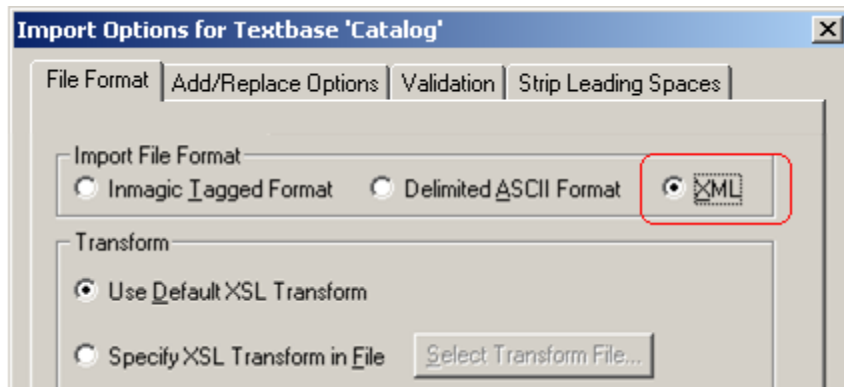 Import Options for Textbase 'Catalog'
File Format Add/Replace Options Validation Strip Leading Spaces
Import File Format
Inmagic Tagged Format Delimited ASCII Format XML
Transform
Use Default XSL Transform
Specify XSL Transform in File Select Transform File...